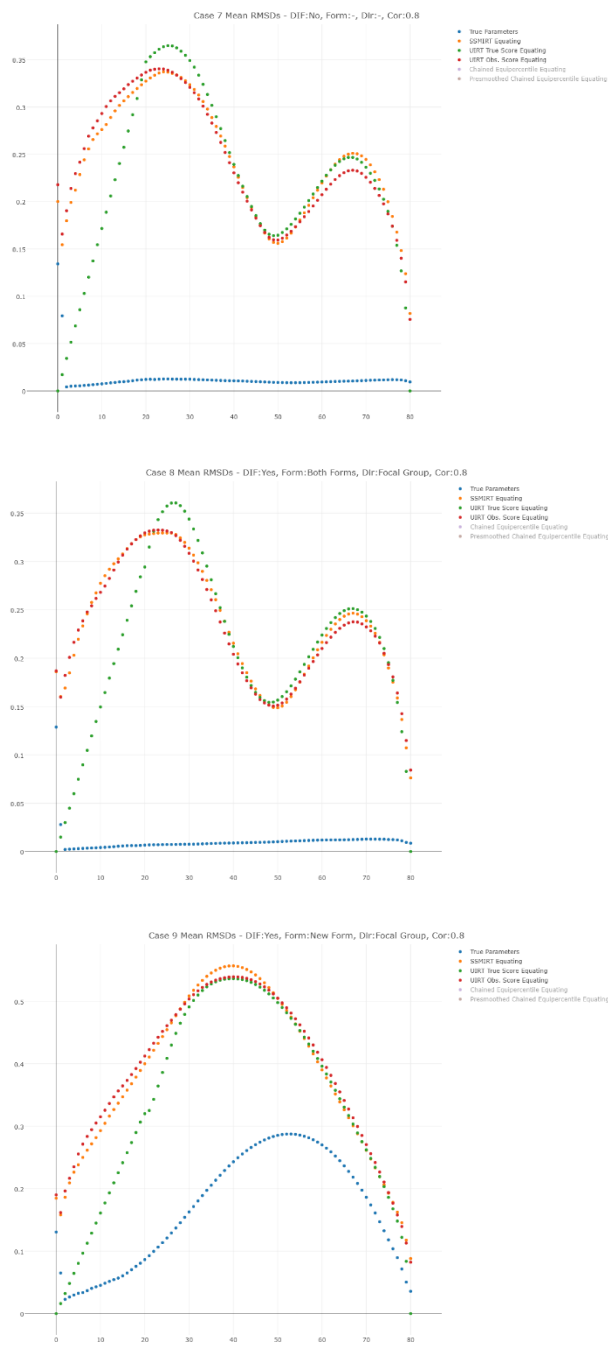 Case 7 Mean RMSDs - DIF:No, Form:-, Dir:-, Cor:0.8
True Parameters
SSMIRT Equating
UIRT True Score Equating
UIRT Obs. Score Equating
Chained Equipercentile Equating
Presmoothed Chained Equipercentile Equating
0.35
0.3
0.25
0.2
0.15
0.1
0.05
0
0 10 20 30 40 50 60 70 80
Case 8 Mean RMSDs - DIF:Yes, Form:Both Forms, Dir:Focal Group, Cor:0.8
True Parameters
SSMIRT Equating
UIRT True Score Equating
UIRT Obs. Score Equating
Chained Equipercentile Equating
Presmoothed Chained Equipercentile Equating
0.35
0.3
0.25
0.2
0.15
0.1
0.05
0
0 10 20 30 40 50 60 70 80
Case 9 Mean RMSDs - DIF:Yes, Form:New Form, Dir:Focal Group, Cor:0.8
True Parameters
SSMIRT Equating
UIRT True Score Equating
UIRT Obs. Score Equating
Chained Equipercentile Equating
Presmoothed Chained Equipercentile Equating
0.5
0.4
0.3
0.2
0.1
0
0 10 20 30 40 50 60 70 80